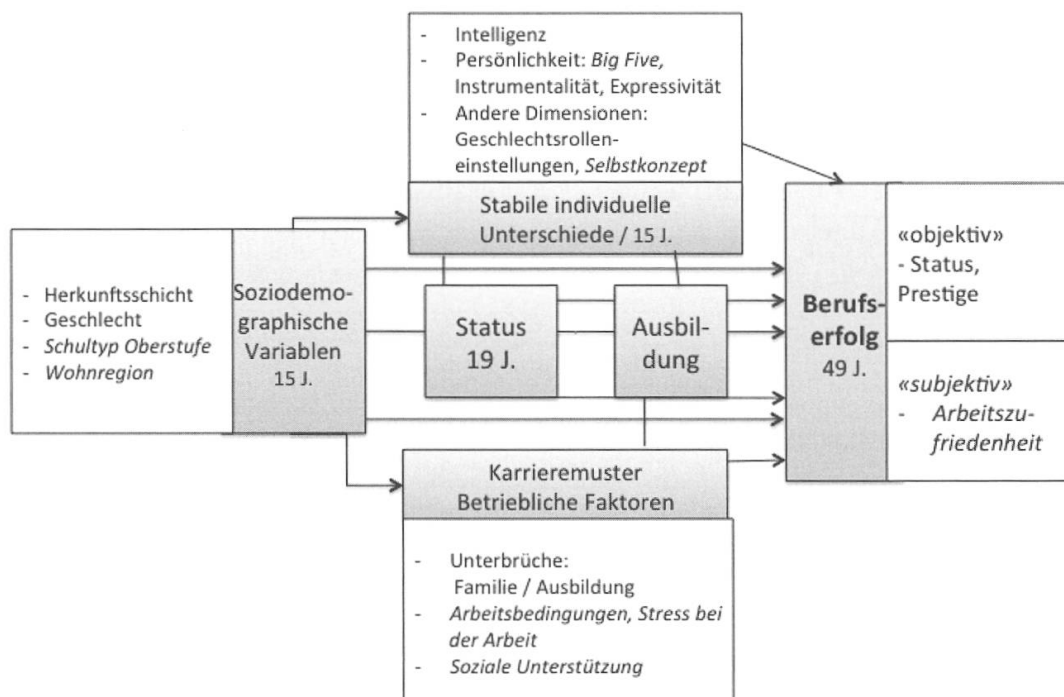 - Intelligenz
- Persönlichkeit: Big Five,
Instrumentalität, Expressivität
- Andere Dimensionen:
Geschlechtsrollen-
einstellungen, Selbstkonzept
Stabile individuelle
Unterschiede / 15 J.
- Herkunftsschicht
- Geschlecht
- Schultyp Oberstufe
- Wohnregion
Soziodemo-
graphische
Variablen
15 J.
Status
19 J.
Ausbil-
dung
Berufs-
erfolg
49 J.
«objektiv»
- Status,
Prestige
«subjektiv»
- Arbeitszu-
friedenheit
Karrieremuster
Betriebliche Faktoren
- Unterbrüche:
Familie / Ausbildung
- Arbeitsbedingungen, Stress bei
der Arbeit
- Soziale Unterstützung